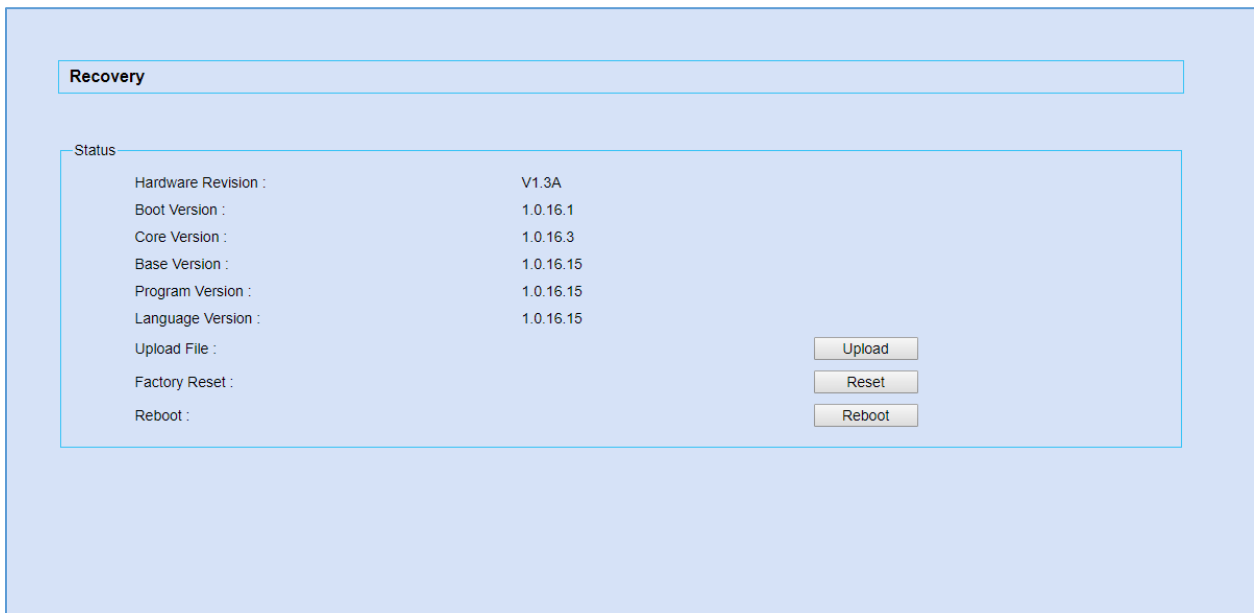 Recovery
Status
Hardware Revision : V1.3A
Boot Version : 1.0.16.1
Core Version : 1.0.16.3
Base Version : 1.0.16.15
Program Version : 1.0.16.15
Language Version : 1.0.16.15
Upload File : Upload
Factory Reset : Reset
Reboot : Reboot